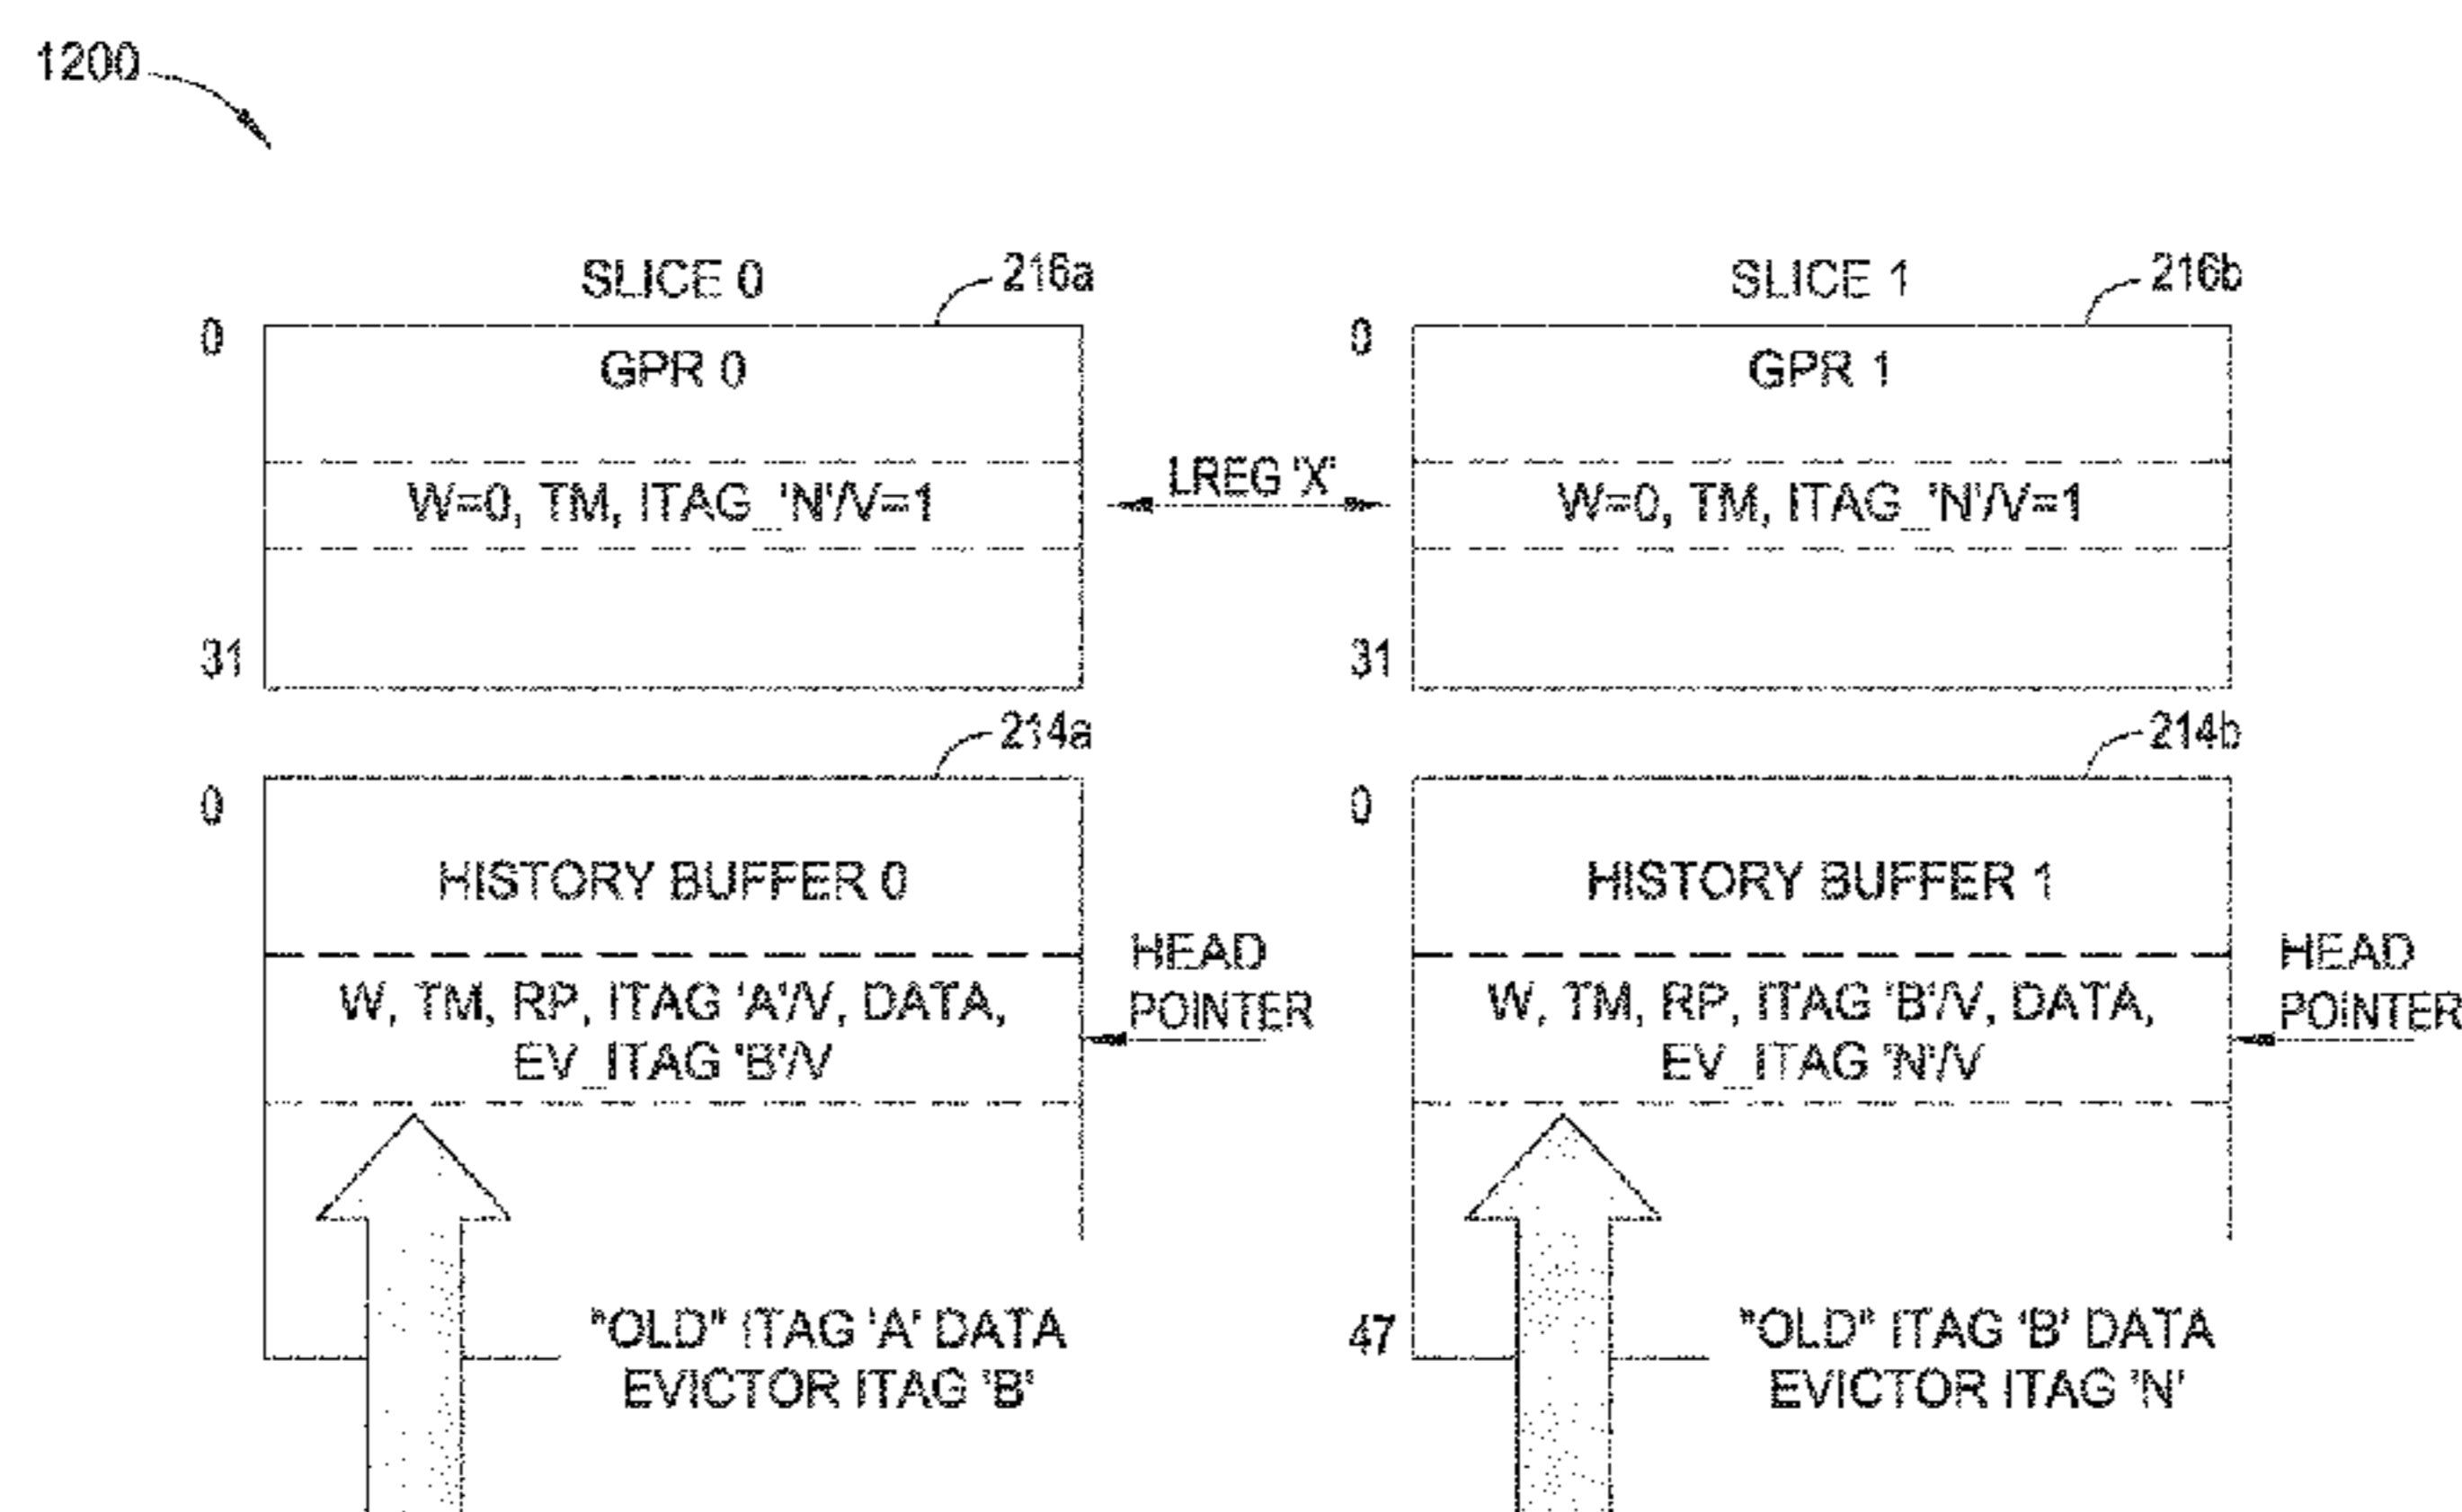 1200
SLICE 0
216a
SLICE 1
216b
0
GPR 0
0
GPR 1
W=0, TM, ITAG_'N'/V=1
LREG 'X'
W=0, TM, ITAG_'N'/V=1
31
31
214a
214b
0
0
HISTORY BUFFER 0
HISTORY BUFFER 1
W, TM, RP, ITAG 'A'/V, DATA,
EV_ITAG 'B'/V
HEAD
POINTER
W, TM, RP, ITAG 'B'/V, DATA,
EV_ITAG 'N'/V
HEAD
POINTER
"OLD" ITAG 'A' DATA
EVICTOR ITAG 'B'
47
"OLD" ITAG 'B' DATA
EVICTOR ITAG 'N'